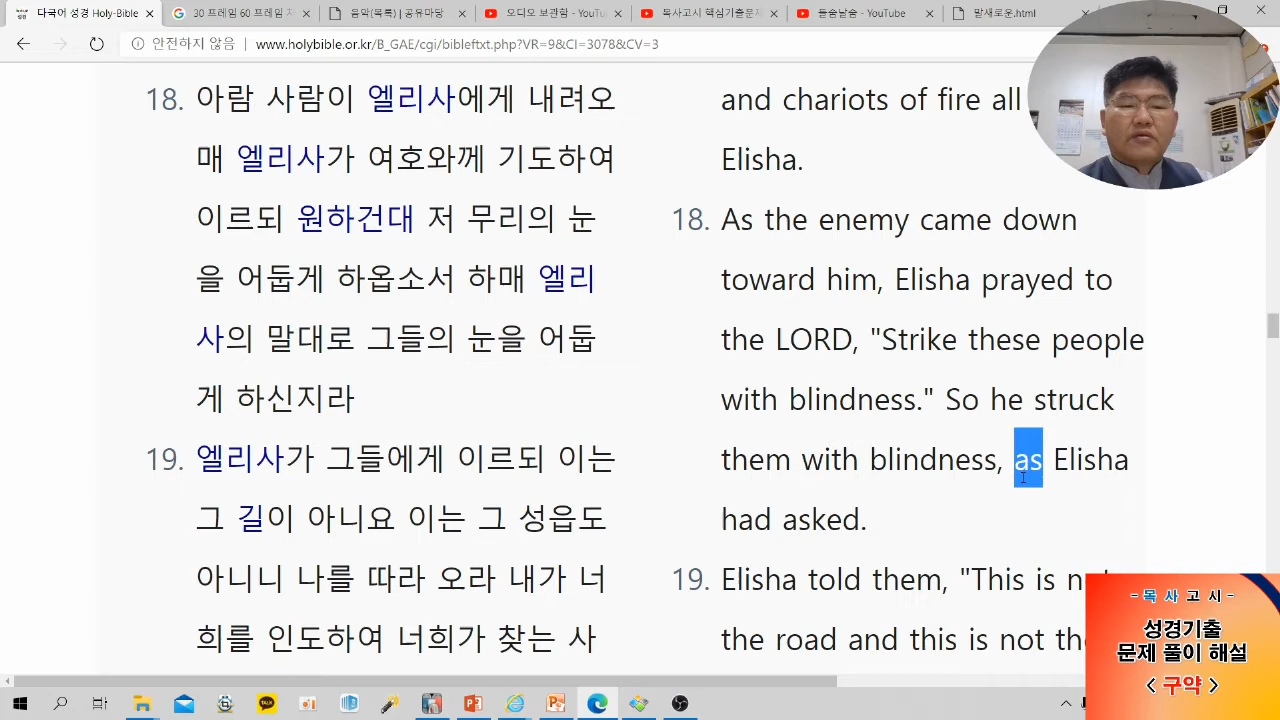 다국어 성경 Holy-Bible
30 프레임 60 프레임 차
음악(목록) | 공유마당
오디오 보관함 - YouTu
목사고시 핵심기출문제
들숨날숨 - YouTube
말새로운.html
안전하지 않음
www.holybible.or.kr/B_GAE/cgi/bibleftxt.php?VR=9&CI=3078&CV=3
18. 아람 사람이 엘리사에게 내려오
매 엘리사가 여호와께 기도하여
이르되 원하건대 저 무리의 눈
을 어둡게 하옵소서 하매 엘리
사의 말대로 그들의 눈을 어둡
게 하신지라
19. 엘리사가 그들에게 이르되 이는
그 길이 아니요 이는 그 성읍도
아니니 나를 따라 오라 내가 너
희를 인도하여 너희가 찾는 사
and chariots of fire all
Elisha.
18. As the enemy came down
toward him, Elisha prayed to
the LORD, "Strike these people
with blindness." So he struck
them with blindness, as Elisha
had asked.
19. Elisha told them, "This is not
the road and this is not the
- 목 사 고 시 -
성경기출
문제 풀이 해설
< 구약 >